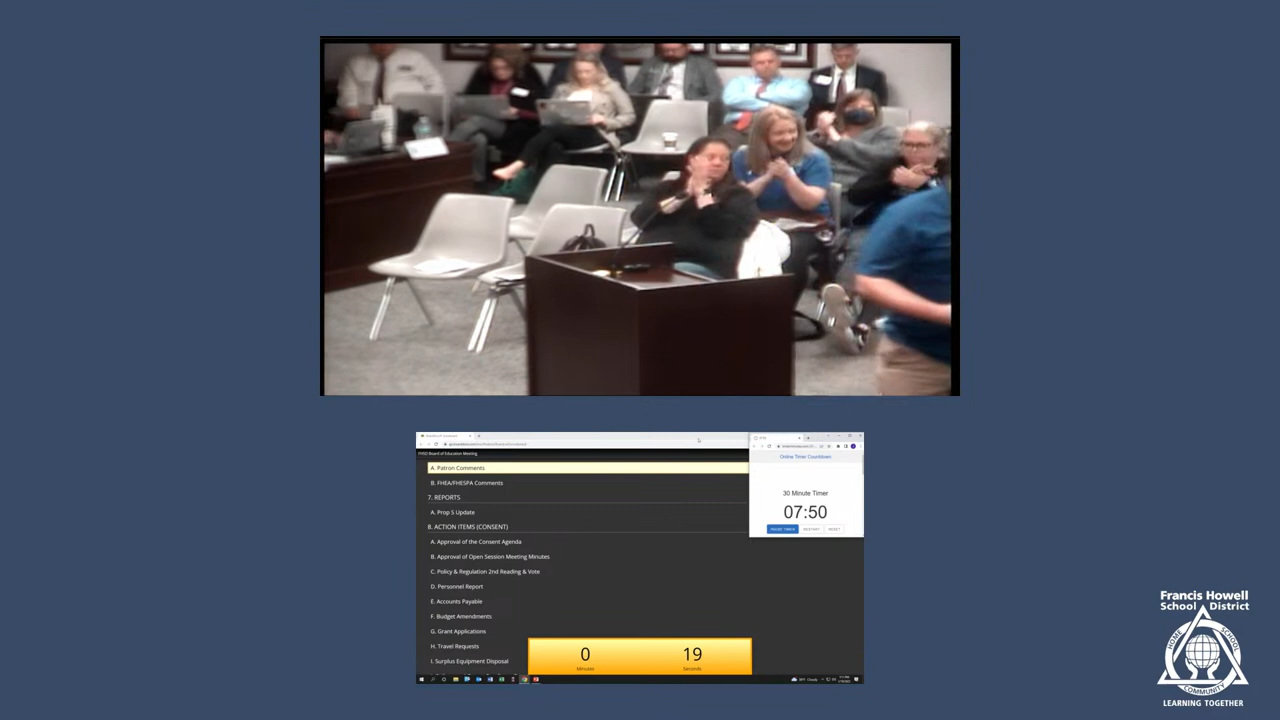 FHSD Board of Education Meeting
A. Patron Comments
B. FHEA/FHESPA Comments
7. REPORTS
A. Prop S Update
8. ACTION ITEMS (CONSENT)
A. Approval of the Consent Agenda
B. Approval of Open Session Meeting Minutes
C. Policy & Regulation 2nd Reading & Vote
D. Personnel Report
E. Accounts Payable
F. Budget Amendments
G. Grant Applications
H. Travel Requests
I. Surplus Equipment Disposal
0 19
Minutes Seconds
Online Timer Countdown
30 Minute Timer
07:50
PAUSE TIMER RESTART RESET
Francis Howell
School District
HOME SCHOOL
COMMUNITY
LEARNING TOGETHER